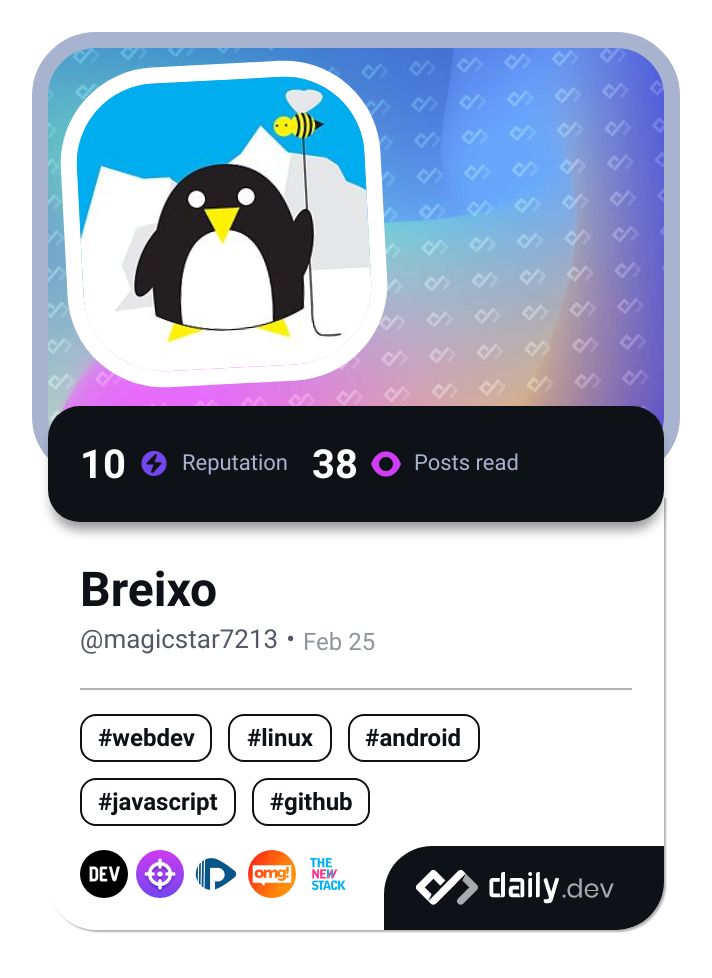 10 Reputation 38 Posts read
Breixo
@magicstar7213 • Feb 25
#webdev #linux #android
#javascript #github
DEV omg! THE NEW STACK
daily.dev